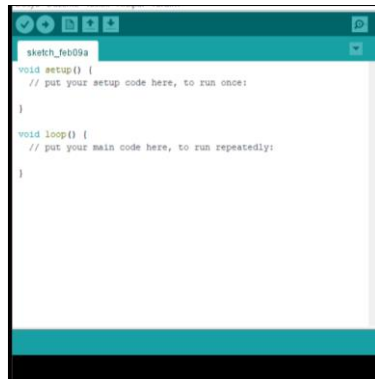 sketch_feb09a
void setup() {
// put your setup code here, to run once:
}
void loop() {
// put your main code here, to run repeatedly:
}